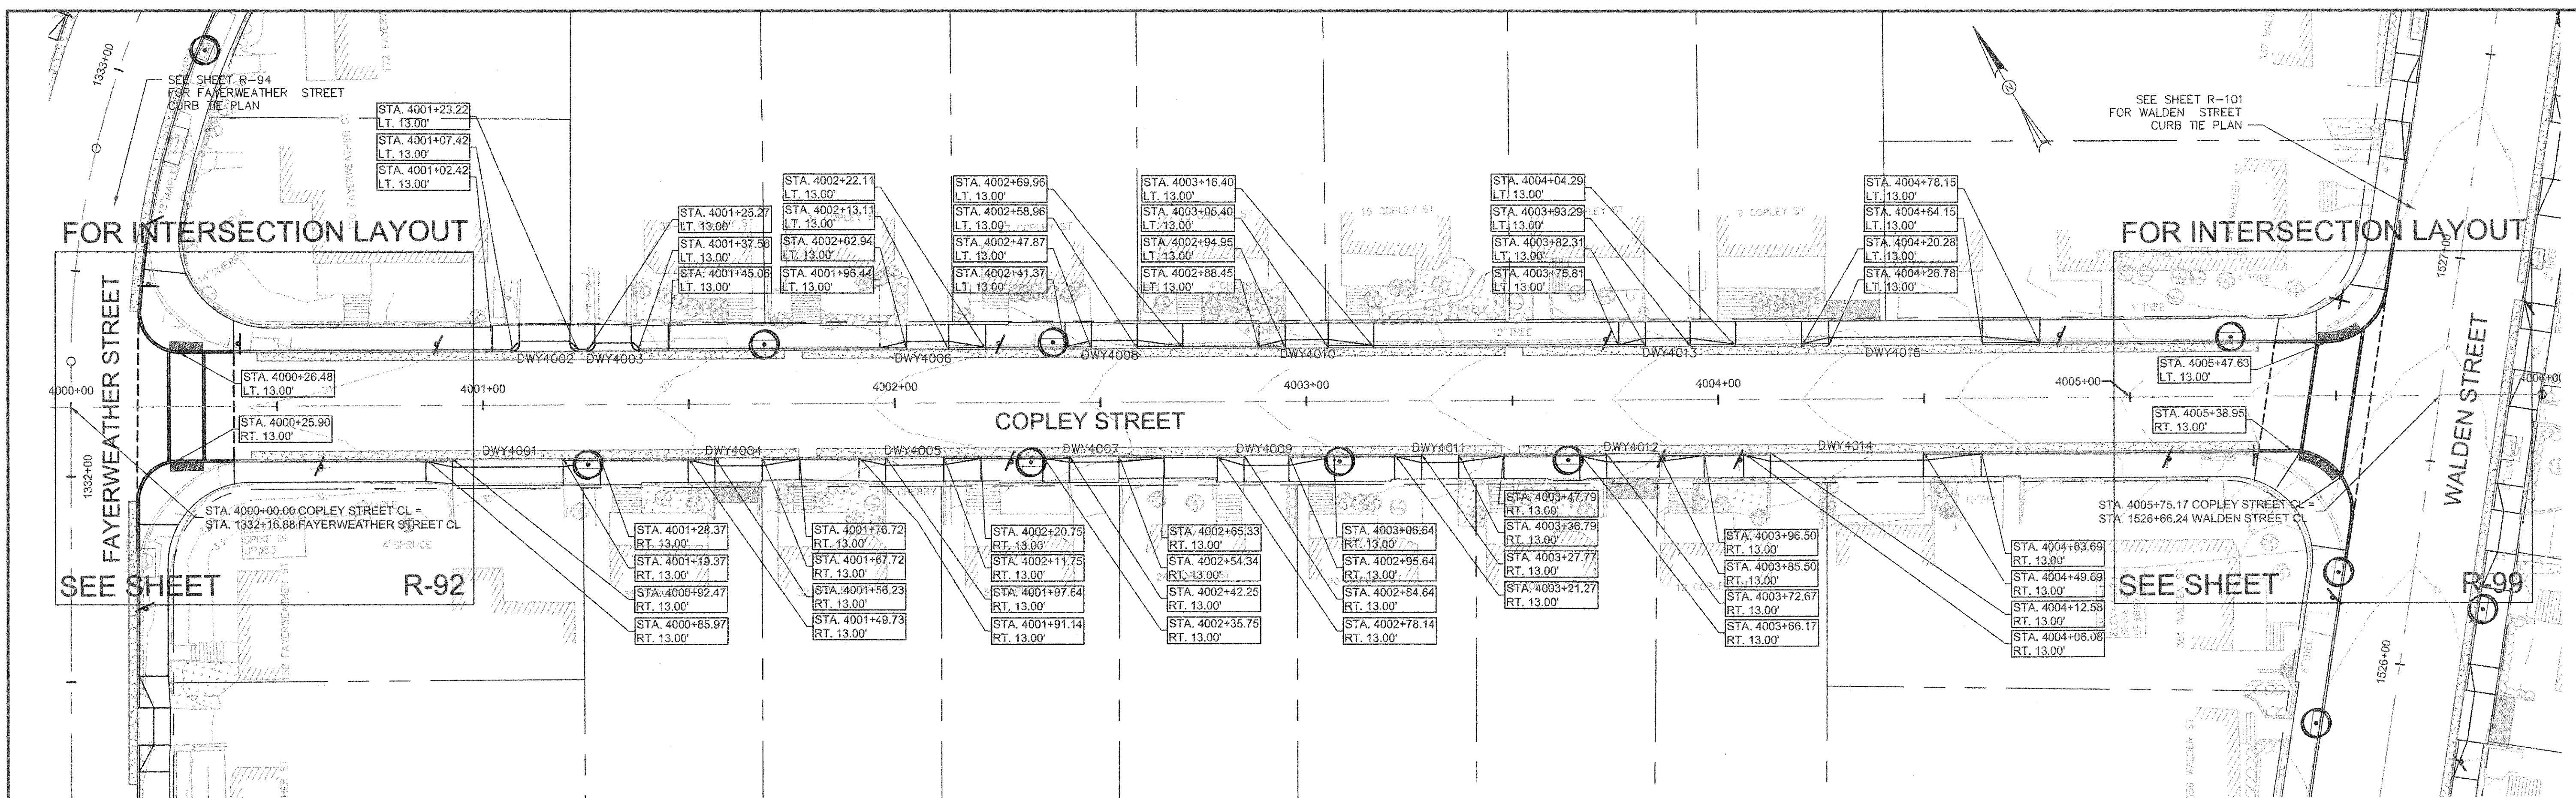 1333+00
SEE SHEET R-94
FOR FAYERWEATHER STREET
CURB TIE PLAN
STA. 4001+23.22
LT. 13.00'
STA. 4001+07.42
LT. 13.00'
STA. 4001+02.42
LT. 13.00'
STA. 4001+25.27
LT. 13.00'
STA. 4001+37.56
LT. 13.00'
STA. 4001+45.06
LT. 13.00'
STA. 4002+22.11
LT. 13.00'
STA. 4002+13.11
LT. 13.00'
STA. 4002+02.94
LT. 13.00'
STA. 4001+96.44
LT. 13.00'
STA. 4002+69.96
LT. 13.00'
STA. 4002+58.96
LT. 13.00'
STA. 4002+47.87
LT. 13.00'
STA. 4002+41.37
LT. 13.00'
STA. 4003+16.40
LT. 13.00'
STA. 4003+05.40
LT. 13.00'
STA. 4002+94.95
LT. 13.00'
STA. 4002+88.45
LT. 13.00'
16 COPLEY ST
STA. 4004+04.29
LT. 13.00'
STA. 4003+93.29
LT. 13.00'
STA. 4003+82.31
LT. 13.00'
STA. 4003+75.81
LT. 13.00'
8 COPLEY ST
STA. 4004+78.15
LT. 13.00'
STA. 4004+64.15
LT. 13.00'
STA. 4004+20.28
LT. 13.00'
STA. 4004+26.78
LT. 13.00'
N
SEE SHEET R-101
FOR WALDEN STREET
CURB TIE PLAN
FOR INTERSECTION LAYOUT
FOR INTERSECTION LAYOUT
1527+00
FAYERWEATHER STREET
WALDEN STREET
12" TREE
DWY4002
DWY4003
DWY4006
DWY4008
DWY4010
DWY4013
DWY4015
STA. 4000+26.48
LT. 13.00'
STA. 4005+47.63
LT. 13.00'
4000+00
4001+00
4002+00
4003+00
4004+00
4005+00
4006+00
COPLEY STREET
STA. 4000+25.90
RT. 13.00'
STA. 4005+38.95
RT. 13.00'
DWY4001
DWY4004
DWY4005
DWY4007
DWY4009
DWY4011
DWY4012
DWY4014
1332+00
STA. 4000+00.00 COPLEY STREET CL =
STA. 1332+16.88 FAYERWEATHER STREET CL
SPIKE IN
4" SPRUCE
STA. 4001+28.37
RT. 13.00'
STA. 4001+19.37
RT. 13.00'
STA. 4000+92.47
RT. 13.00'
STA. 4000+85.97
RT. 13.00'
STA. 4001+76.72
RT. 13.00'
STA. 4001+67.72
RT. 13.00'
STA. 4001+56.23
RT. 13.00'
STA. 4001+49.73
RT. 13.00'
STA. 4002+20.75
RT. 13.00'
STA. 4002+11.75
RT. 13.00'
STA. 4001+97.64
RT. 13.00'
STA. 4001+91.14
RT. 13.00'
STA. 4002+65.33
RT. 13.00'
STA. 4002+54.34
RT. 13.00'
STA. 4002+42.25
RT. 13.00'
STA. 4002+35.75
RT. 13.00'
STA. 4003+06.64
RT. 13.00'
STA. 4002+95.64
RT. 13.00'
STA. 4002+84.64
RT. 13.00'
STA. 4002+78.14
RT. 13.00'
STA. 4003+47.79
RT. 13.00'
STA. 4003+36.79
RT. 13.00'
STA. 4003+27.77
RT. 13.00'
STA. 4003+21.27
RT. 13.00'
STA. 4003+96.50
RT. 13.00'
STA. 4003+85.50
RT. 13.00'
STA. 4003+72.67
RT. 13.00'
STA. 4003+66.17
RT. 13.00'
STA. 4004+63.69
RT. 13.00'
STA. 4004+49.69
RT. 13.00'
STA. 4004+12.58
RT. 13.00'
STA. 4004+06.08
RT. 13.00'
STA. 4005+75.17 COPLEY STREET CL =
STA. 1526+66.24 WALDEN STREET CL
SEE SHEET R-92
SEE SHEET R-99
1526+00